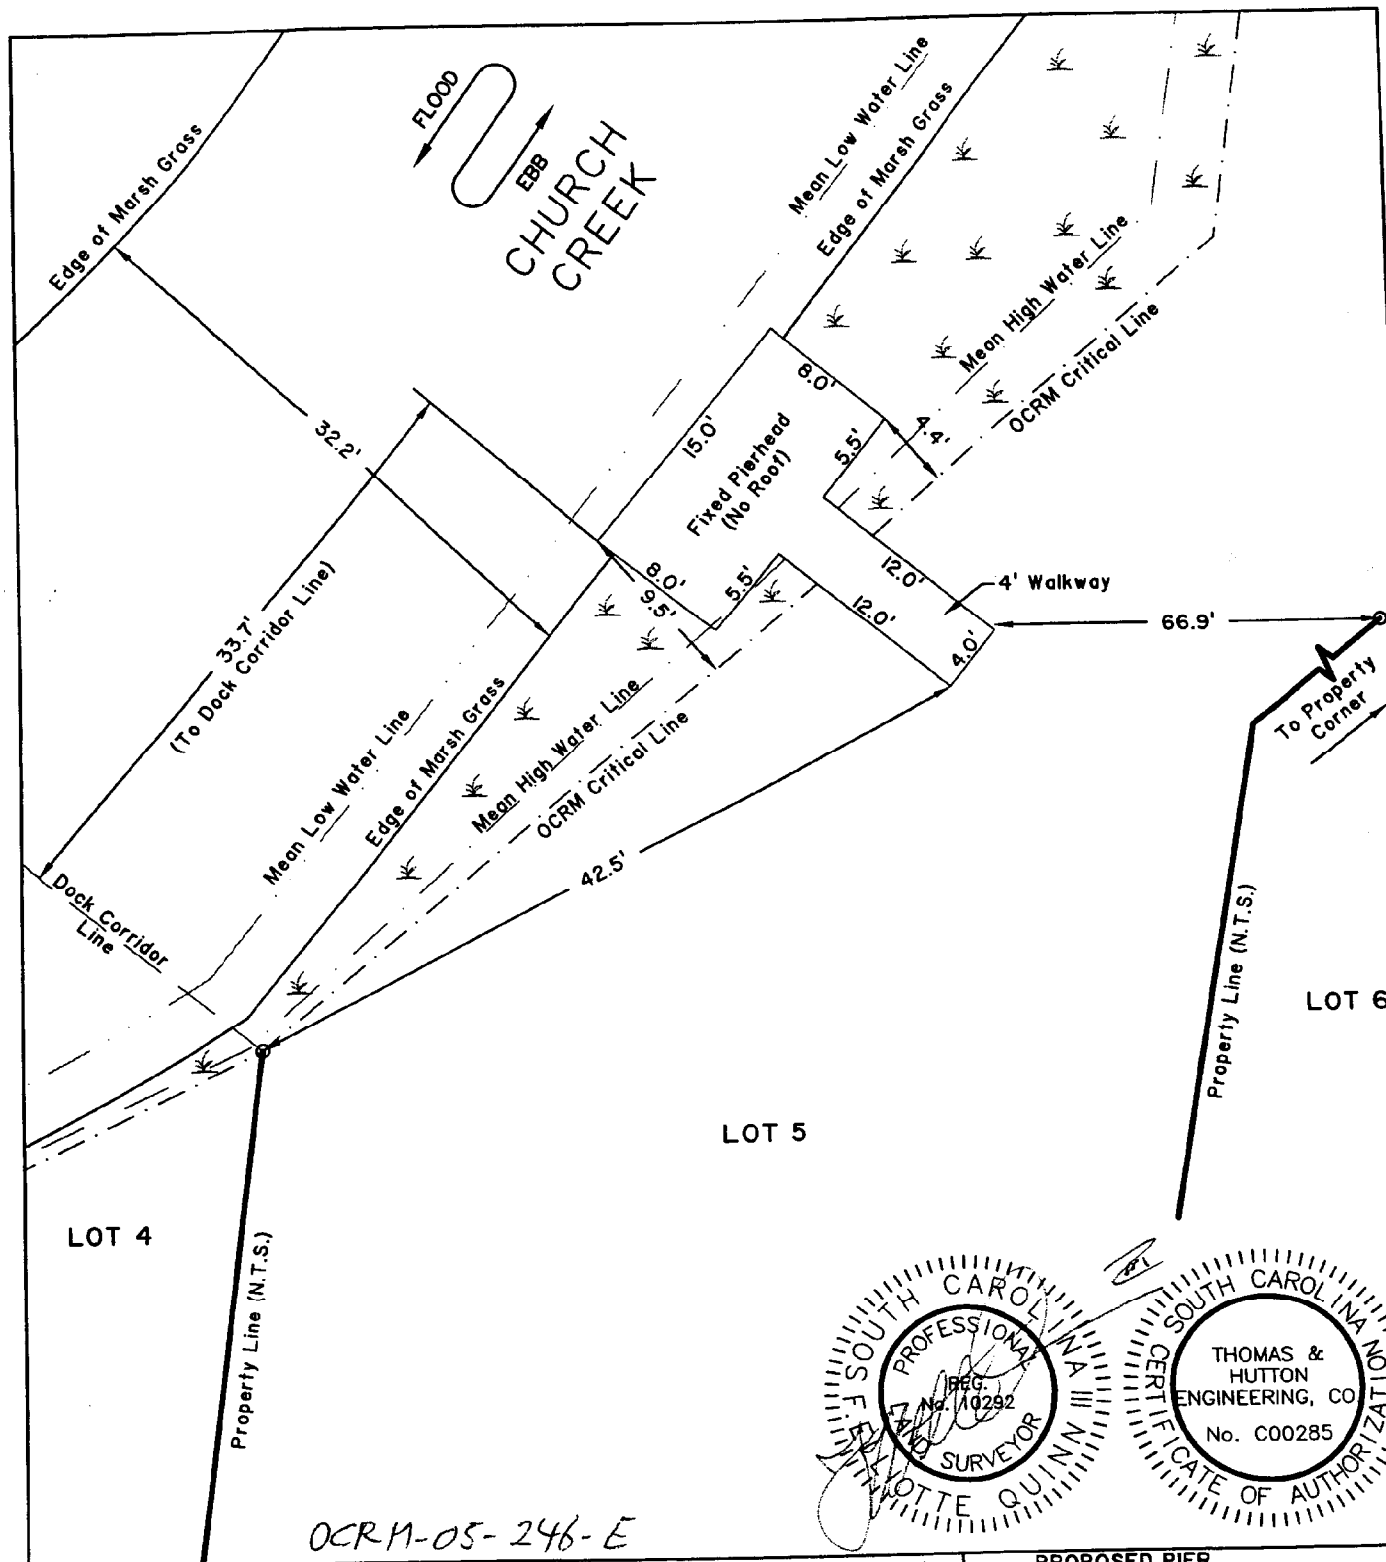 FLOOD
EBB
CHURCH
CREEK
Edge of Marsh Grass
Mean Low Water Line
Edge of Marsh Grass
Mean High Water Line
OCRM Critical Line
32.2'
8.0'
15.0'
4.4'
5.5'
Fixed Pierhead
(No Roof)
33.7'
(To Dock Corridor Line)
8.0'
9.5'
5.5'
12.0'
12.0'
4' Walkway
4.0'
66.9'
To Property
Corner
Mean Low Water Line
Edge of Marsh Grass
Mean High Water Line
OCRM Critical Line
42.5'
Dock Corridor
Line
Property Line (N.T.S.)
LOT 6
LOT 5
LOT 4
Property Line (N.T.S.)
SOUTH CAROLINA
F. ELLIOTTE QUINN III
PROFESSIONAL
REG.
No. 10292
LAND SURVEYOR
SOUTH CAROLINA
CERTIFICATE OF AUTHORIZATIO
THOMAS &
HUTTON
ENGINEERING, CO.
No. C00285
OCRM-05-246-E
PROPOSED PIER